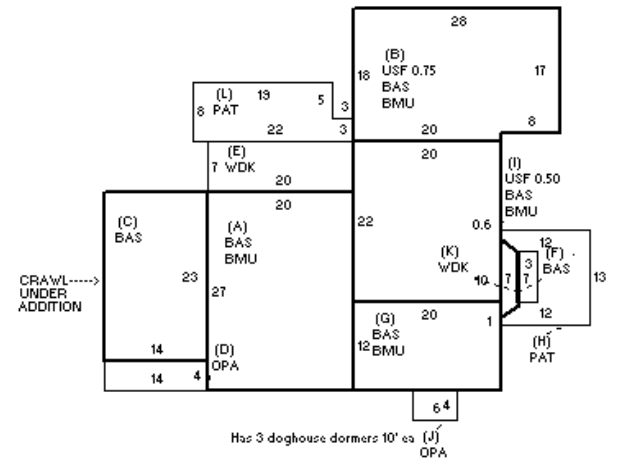 28
(B)
USF 0.75
BAS
BMU
18
17
8
20
(L)
PAT
19
5
8
3
22
3
(E)
7 WDK
20
20
20
(I)
USF 0.50
BAS
BMU
(C)
BAS
(A)
BAS
BMU
22
0.6
12
(K)
WDK
10
7
3
7
(F)
BAS
13
CRAWL
UNDER
ADDITION
23
27
20
12
(G)
BAS
BMU
12
1
(H)
PAT
14
(D)
OPA
14
4
6 4
Has 3 doghouse dormers 10' ea
(J)
OPA